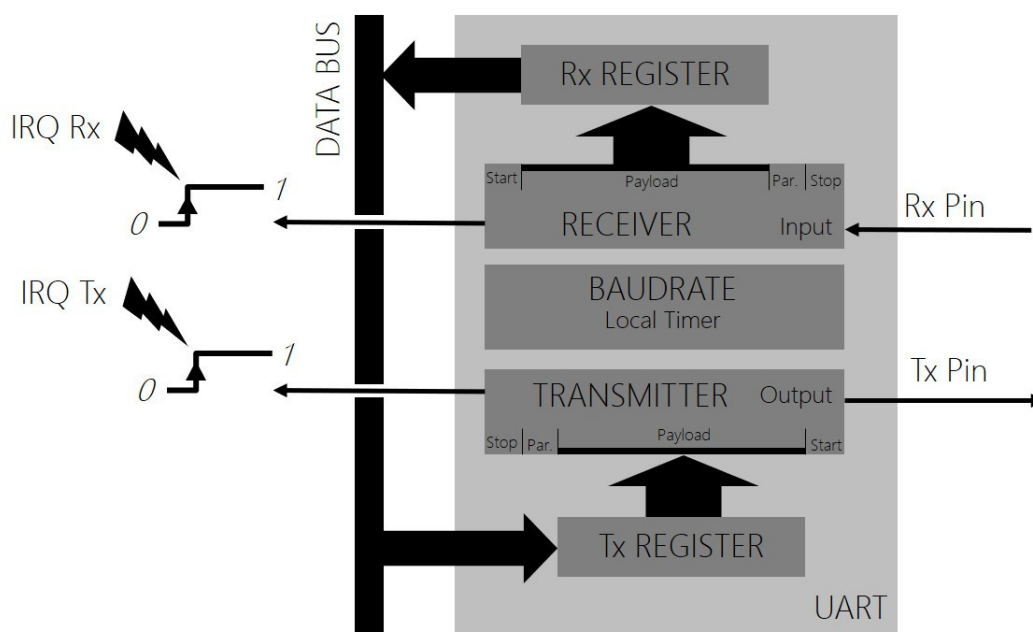 DATA BUS
Rx REGISTER
IRQ Rx
0
1
Start
Payload
Par.
Stop
RECEIVER
Input
Rx Pin
BAUDRATE
Local Timer
IRQ Tx
0
1
TRANSMITTER
Output
Tx Pin
Stop
Par.
Payload
Start
Tx REGISTER
UART